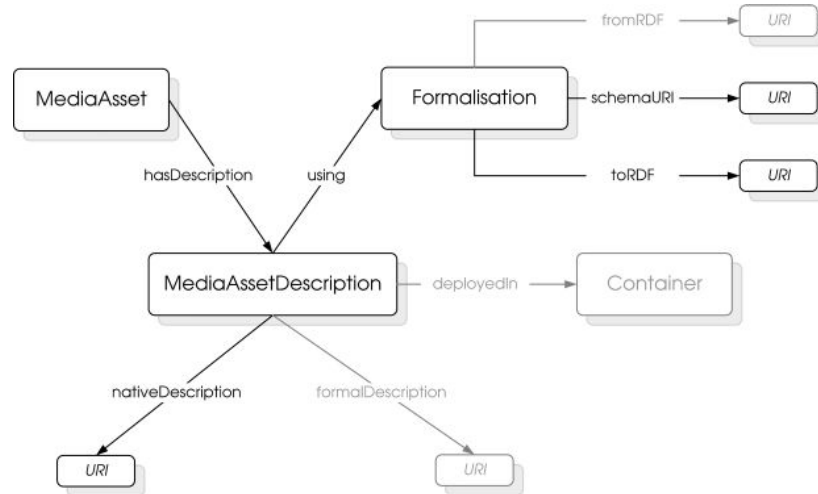 fromRDF
URI
MediaAsset
Formalisation
schemaURI
URI
hasDescription
using
toRDF
URI
MediaAssetDescription
deployedIn
Container
nativeDescription
formalDescription
URI
URI